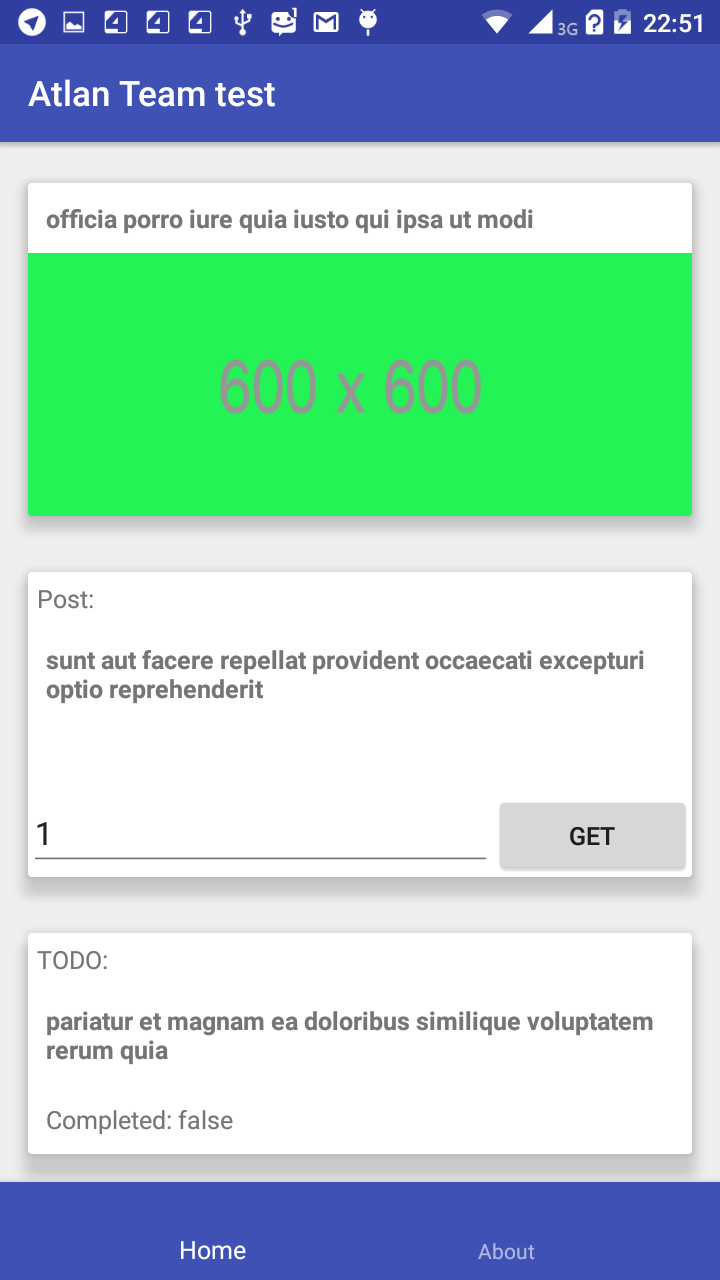 3G 22:51
Atlan Team test
officia porro iure quia iusto qui ipsa ut modi
600 x 600
Post:
sunt aut facere repellat provident occaecati excepturi
optio reprehenderit
1
GET
TODO:
pariatur et magnam ea doloribus similique voluptatem
rerum quia
Completed: false
Home About